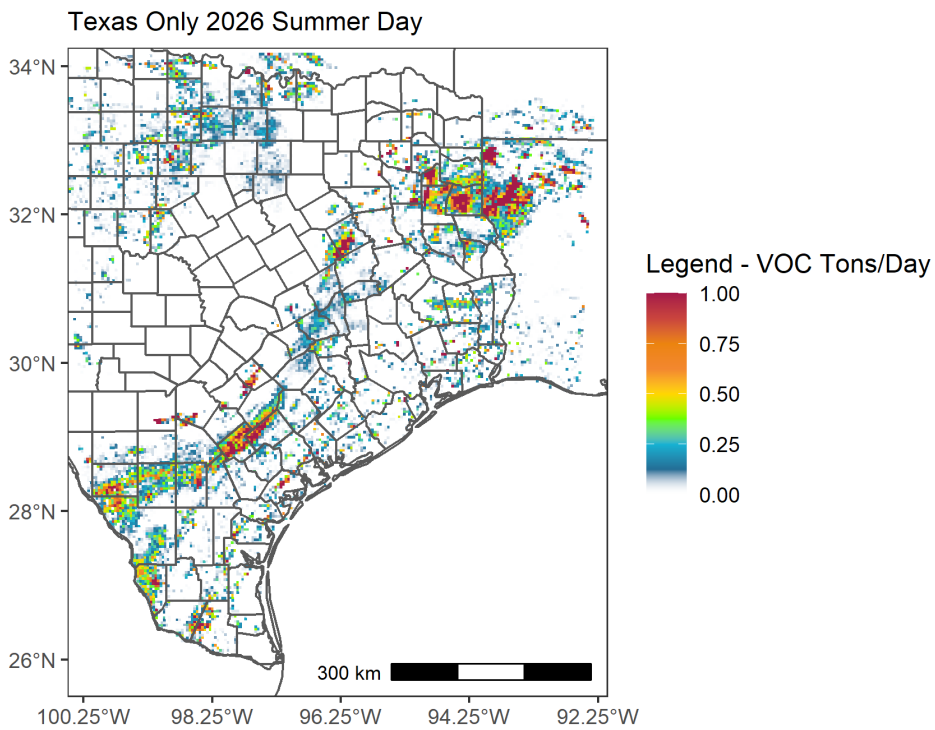 Texas Only 2026 Summer Day
34°N
32°N
30°N
28°N
26°N
100.25°W 98.25°W 96.25°W 94.25°W 92.25°W
300 km
Legend - VOC Tons/Day
1.00
0.75
0.50
0.25
0.00